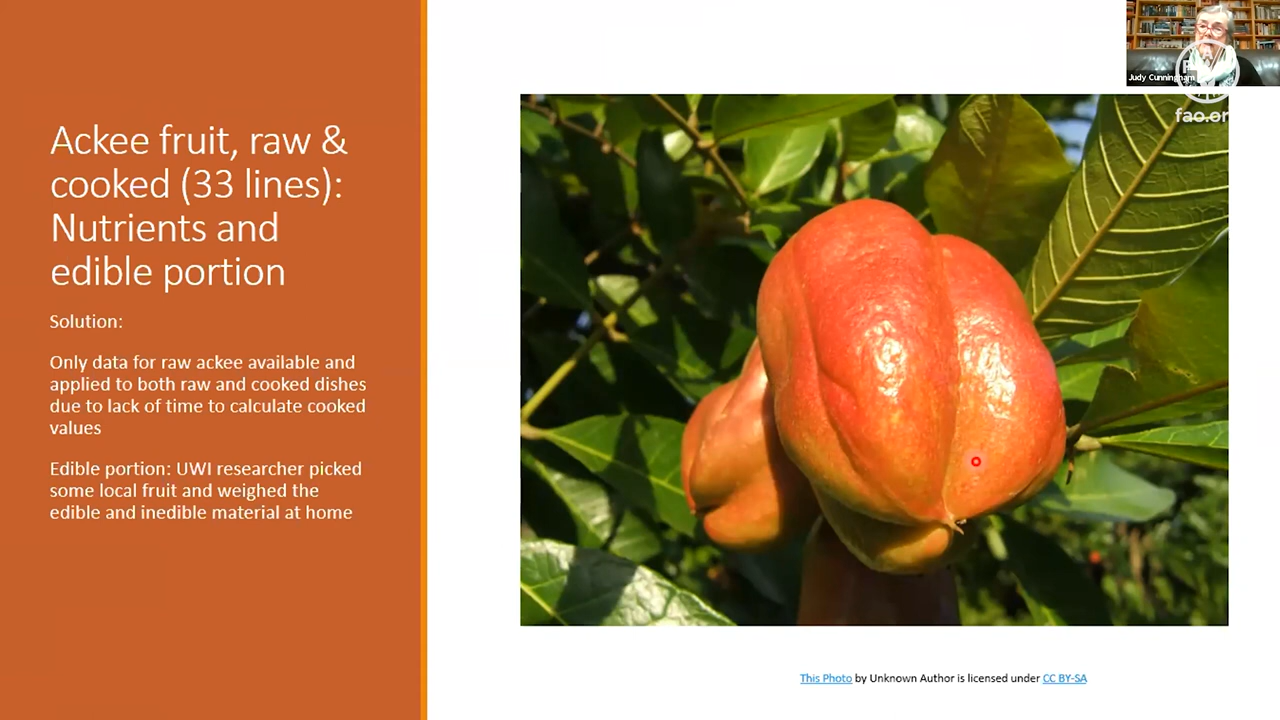 Judy Cunningham
fao.or
Ackee fruit, raw &
cooked (33 lines):
Nutrients and
edible portion
Solution:
Only data for raw ackee available and
applied to both raw and cooked dishes
due to lack of time to calculate cooked
values
Edible portion: UWI researcher picked
some local fruit and weighed the
edible and inedible material at home
This Photo by Unknown Author is licensed under CC BY-SA